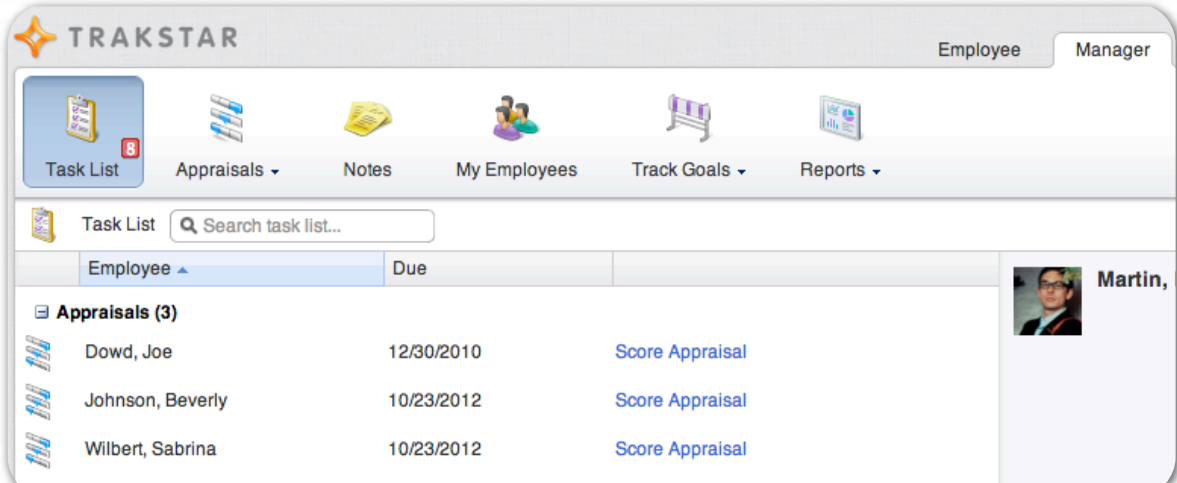 TRAKSTAR
Employee Manager
8
Task List Appraisals Notes My Employees Track Goals Reports
Task List Search task list...
Employee Due
Martin,
Appraisals (3)
Dowd, Joe 12/30/2010 Score Appraisal
Johnson, Beverly 10/23/2012 Score Appraisal
Wilbert, Sabrina 10/23/2012 Score Appraisal